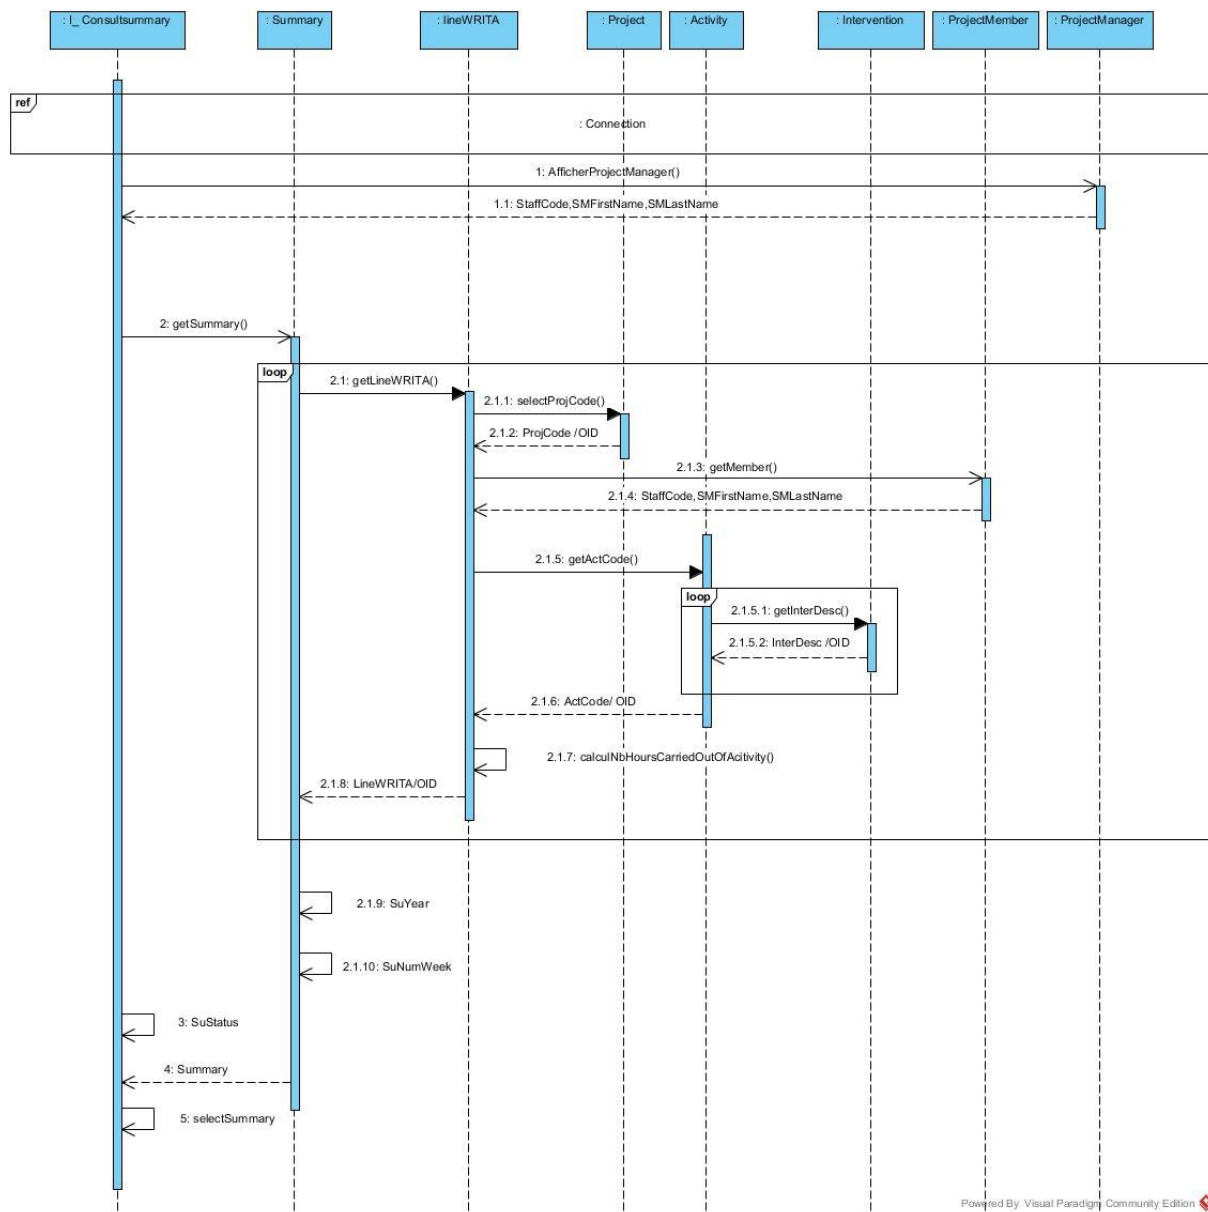 : I_ Consultsummary
: Summary
: lineWRITA
: Project
: Activity
: Intervention
: ProjectMember
: ProjectManager
ref
: Connection
1: AfficherProjectManager()
1.1: StaffCode,SMFirstName,SMLastName
2: getSummary()
loop
2.1: getLineWRITA()
2.1.1: selectProjCode()
2.1.2: ProjCode /OID
2.1.3: getMember()
2.1.4: StaffCode,SMFirstName,SMLastName
2.1.5: getActCode()
loop
2.1.5.1: getInterDesc()
2.1.5.2: InterDesc /OID
2.1.6: ActCode/ OID
2.1.7: calculNbHoursCarriedOutOfAcitivity()
2.1.8: LineWRITA/OID
2.1.9: SuYear
2.1.10: SuNumWeek
3: SuStatus
4: Summary
5: selectSummary
Powered By Visual Paradigm Community Edition